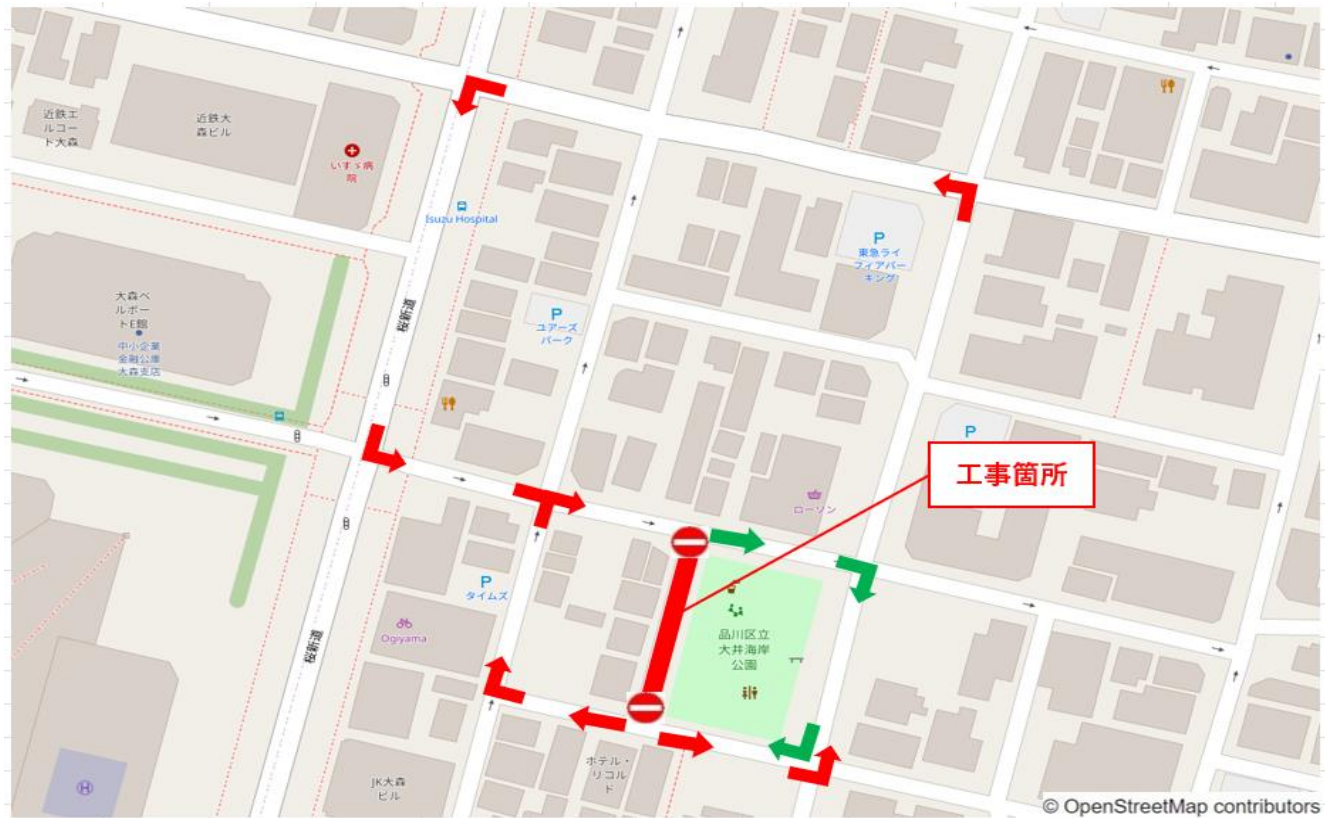 近鉄エ
ルコー
ド大森
近鉄大
森ビル
いすゞ病
院
Isuzu Hospital
P
東急ライ
フィアパー
キング
大森ベ
ルポー
トE館
中小企業
金融公庫
大森支店
桜新道
P
ユアーズ
パーク
P
工事箇所
ローソン
P
タイムズ
Ogiyama
桜新道
品川区立
大井海岸
公園
ホテル・
リコル
ド
JK大森
ビル
H
© OpenStreetMap contributors